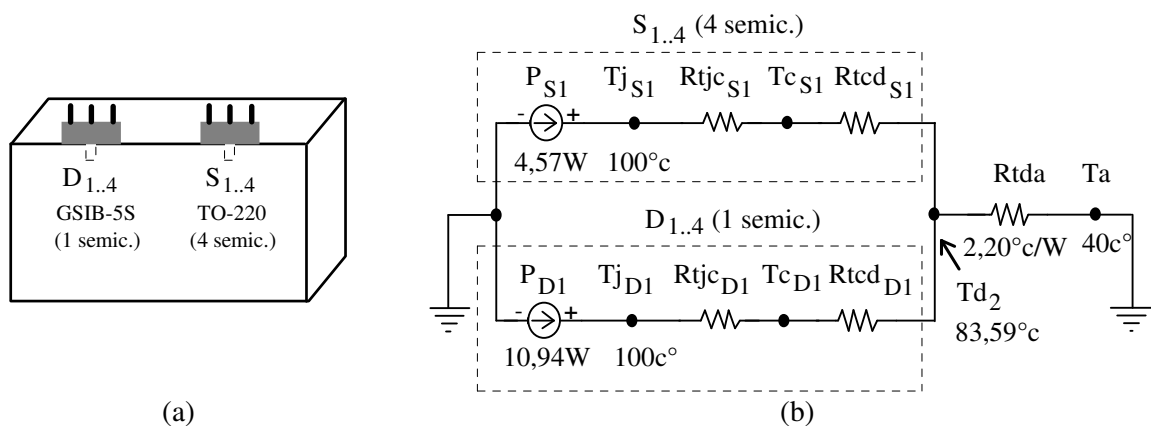 S1..4 (4 semic.)
PS1 TjS1 RtjcS1 TcS1 RtcdS1
- +
4,57W 100°c
D1..4 S1..4
GSIB-5S TO-220
(1 semic.) (4 semic.)
Rtda Ta
2,20°c/W 40c°
D1..4 (1 semic.)
PD1 TjD1 RtjcD1 TcD1 RtcdD1
- +
10,94W 100c°
Td2
83,59°c
(a) (b)